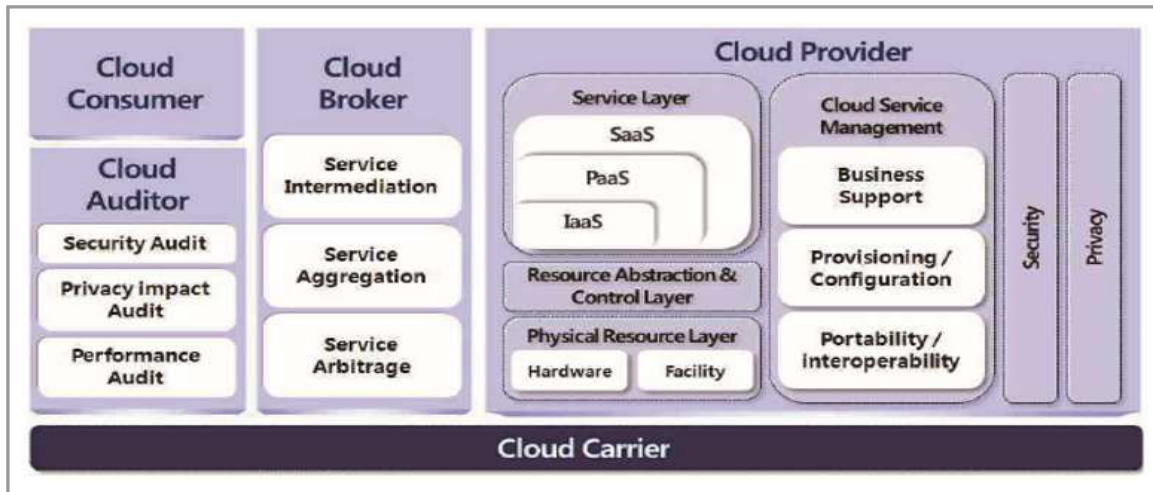 Cloud
Consumer
Cloud
Auditor
Security Audit
Privacy impact
Audit
Performance
Audit
Cloud
Broker
Service
Intermediation
Service
Aggregation
Service
Arbitrage
Cloud Provider
Service Layer
SaaS
PaaS
IaaS
Resource Abstraction &
Control Layer
Physical Resource Layer
Hardware
Facility
Cloud Service
Management
Business
Support
Provisioning /
Configuration
Portability /
interoperability
Security
Privacy
Cloud Carrier